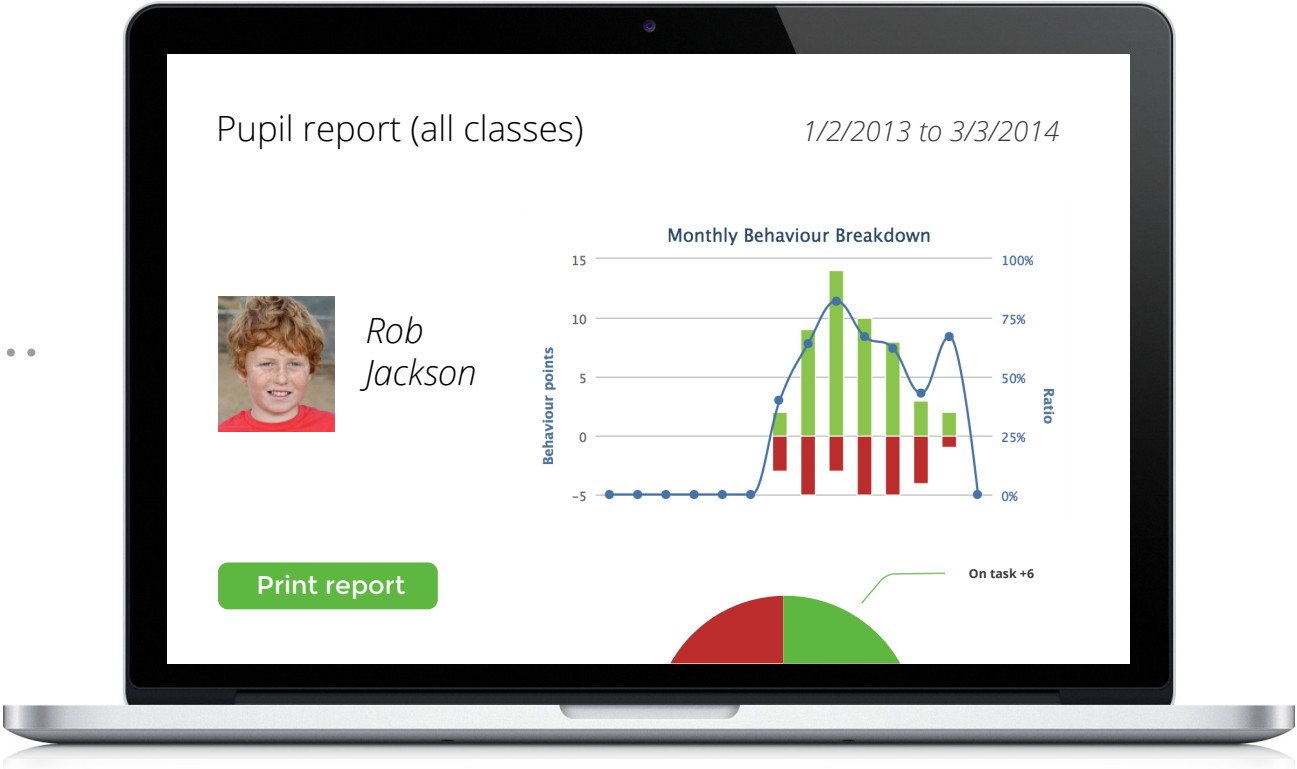 Pupil report (all classes)
1/2/2013 to 3/3/2014
Rob
Jackson
Print report
Monthly Behaviour Breakdown
Behaviour points
15
10
5
0
−5
100%
75%
50%
25%
0%
Ratio
On task +6